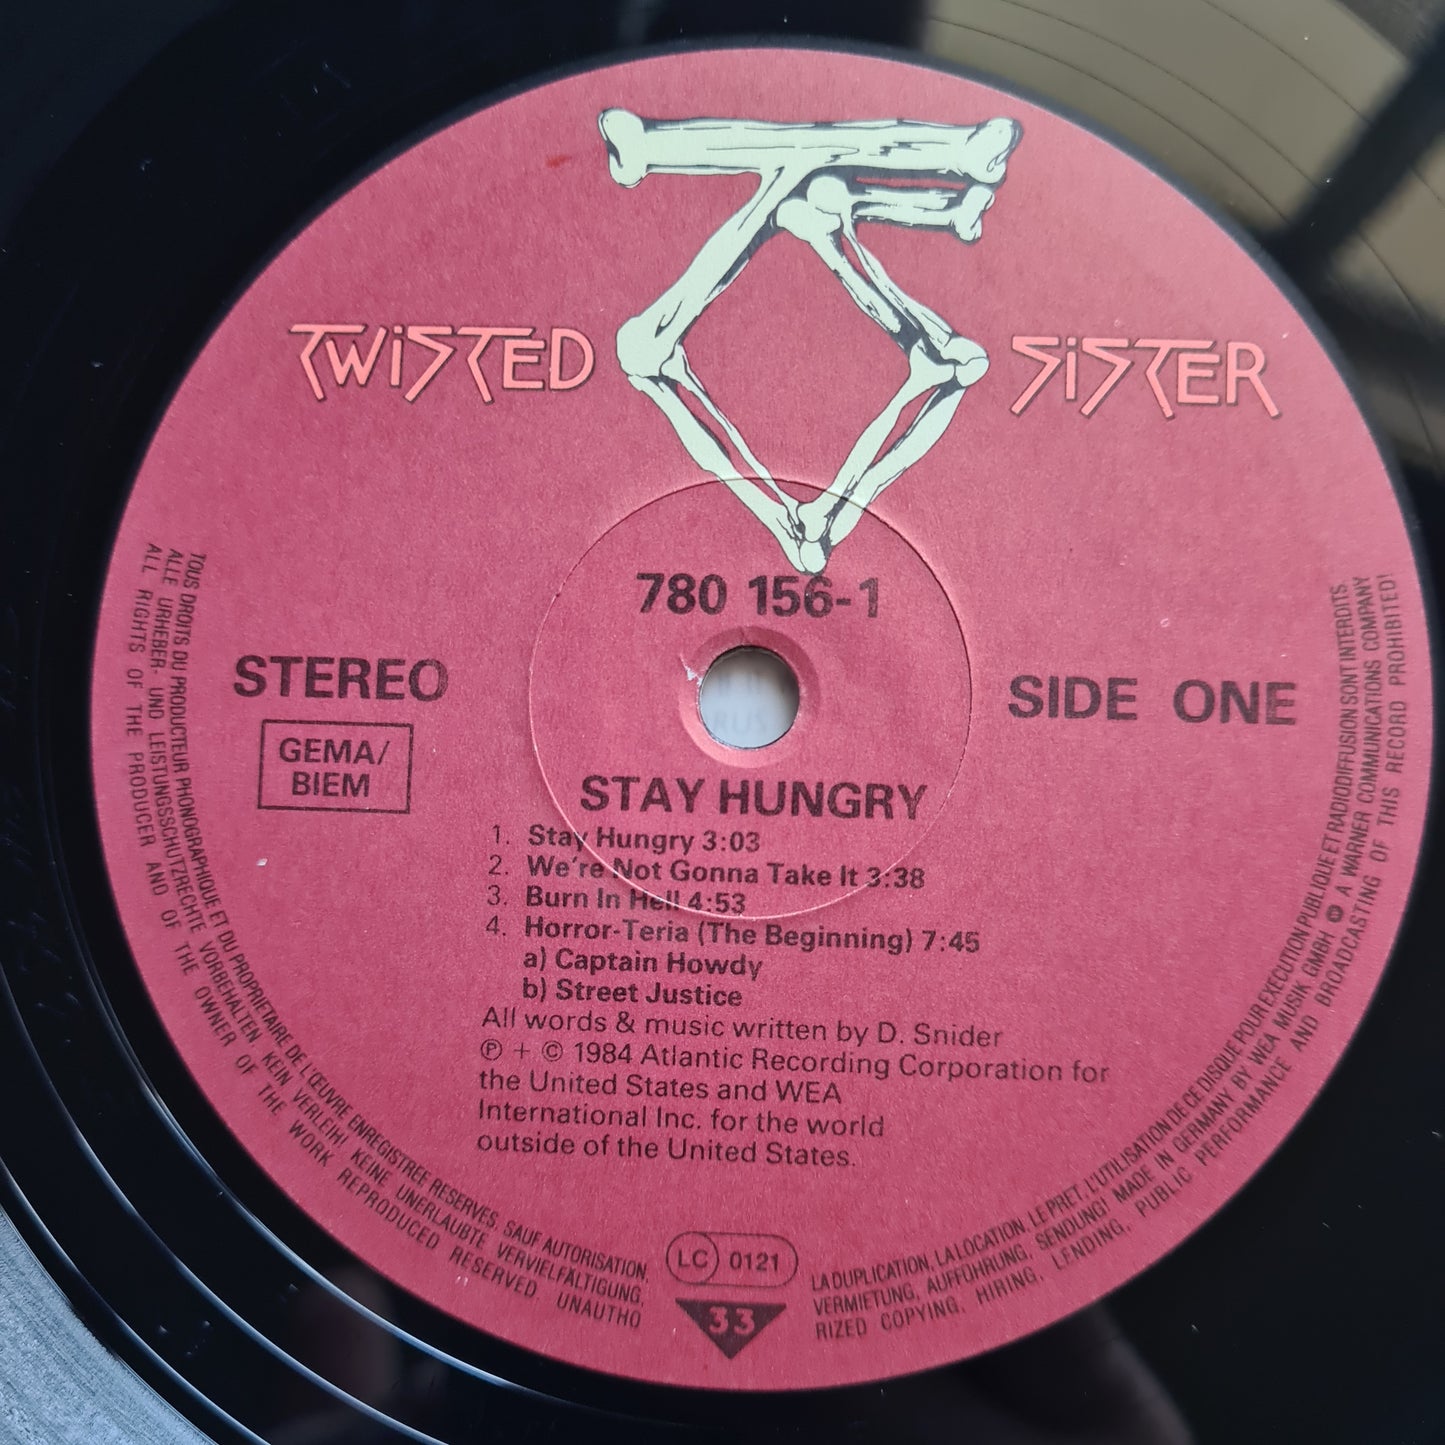 TWISTED SISTER
780 156-1
STEREO
SIDE ONE
GEMA/
BIEM
STAY HUNGRY
1. Stay Hungry 3:03
2. We're Not Gonna Take It 3:38
3. Burn In Hell 4:53
4. Horror-Teria (The Beginning) 7:45
a) Captain Howdy
b) Street Justice
All words & music written by D. Snider
℗ + © 1984 Atlantic Recording Corporation for
the United States and WEA
International Inc. for the world
outside of the United States.
LC 0121
33
TOUS DROITS DU PRODUCTEUR PHONOGRAPHIQUE ET DU PROPRIETAIRE DE L'ŒUVRE ENREGISTREE RESERVES. SAUF AUTORISATION, LA DUPLICATION, LA LOCATION, LE PRET, L'UTILISATION DE CE DISQUE POUR EXECUTION PUBLIQUE ET RADIODIFFUSION SONT INTERDITS.
ALLE URHEBER- UND LEISTUNGSSCHUTZRECHTE VORBEHALTEN. KEIN VERLEIH! KEINE UNERLAUBTE VERVIELFÄLTIGUNG, VERMIETUNG, AUFFÜHRUNG, SENDUNG! MADE IN GERMANY BY WEA MUSIK GMBH A WARNER COMMUNICATIONS COMPANY
ALL RIGHTS OF THE PRODUCER AND OF THE OWNER OF THE WORK REPRODUCED RESERVED. UNAUTHORIZED COPYING, HIRING, LENDING, PUBLIC PERFORMANCE AND BROADCASTING OF THIS RECORD PROHIBITED!